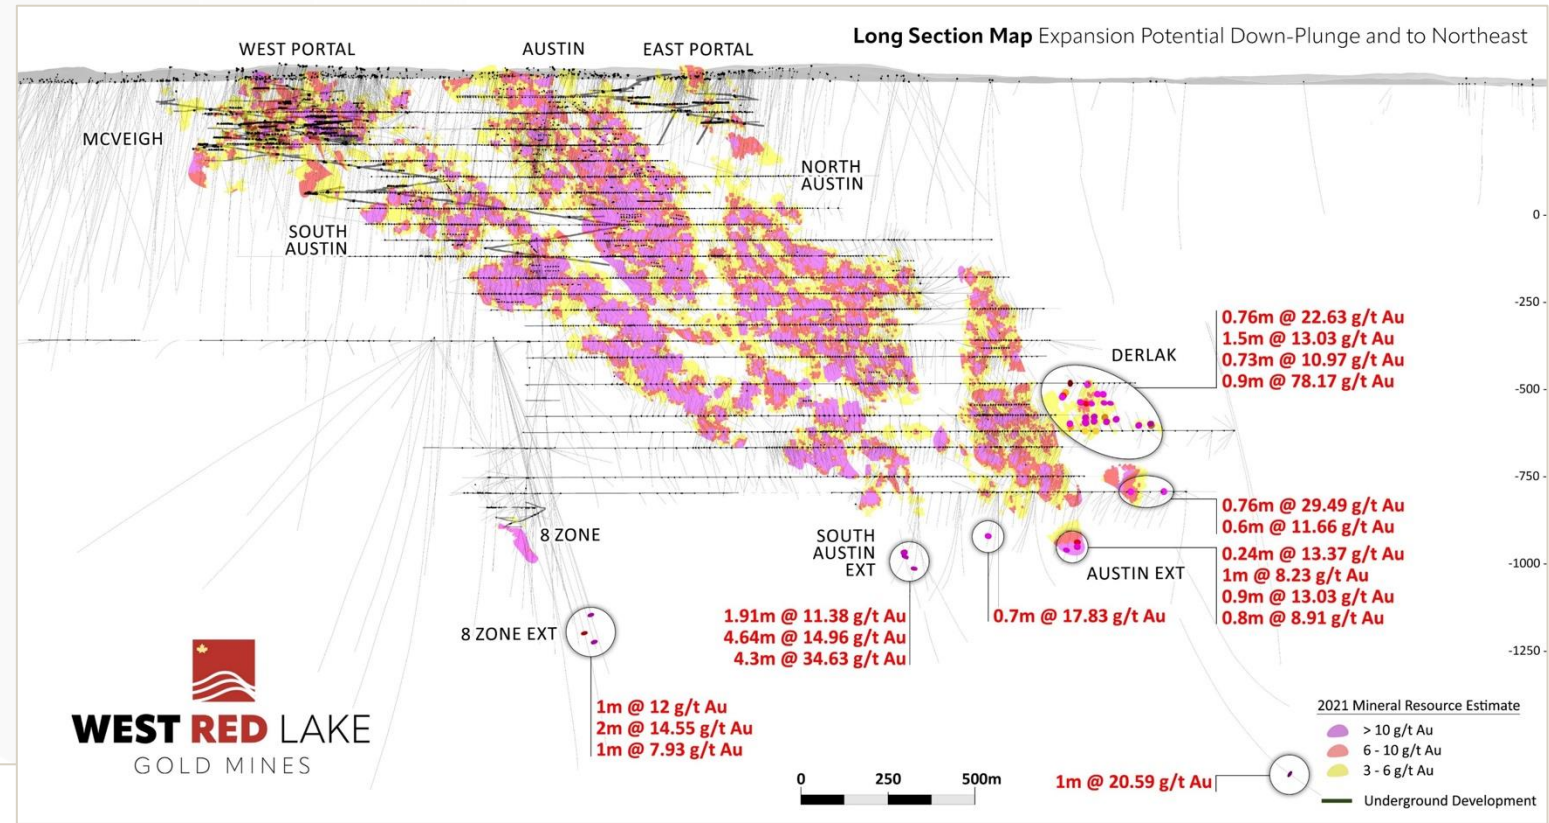 Long Section Map Expansion Potential Down-Plunge and to Northeast
WEST PORTAL
AUSTIN
EAST PORTAL
MCVEIGH
NORTH
AUSTIN
SOUTH
AUSTIN
0 -
-250 -
-500 -
-750 -
-1000 -
-1250 -
DERLAK
0.76m @ 22.63 g/t Au
1.5m @ 13.03 g/t Au
0.73m @ 10.97 g/t Au
0.9m @ 78.17 g/t Au
0.76m @ 29.49 g/t Au
0.6m @ 11.66 g/t Au
0.24m @ 13.37 g/t Au
1m @ 8.23 g/t Au
0.9m @ 13.03 g/t Au
0.8m @ 8.91 g/t Au
AUSTIN EXT
8 ZONE
SOUTH
AUSTIN
EXT
1.91m @ 11.38 g/t Au
4.64m @ 14.96 g/t Au
4.3m @ 34.63 g/t Au
0.7m @ 17.83 g/t Au
8 ZONE EXT
1m @ 12 g/t Au
2m @ 14.55 g/t Au
1m @ 7.93 g/t Au
WEST RED LAKE
GOLD MINES
0 250 500m
1m @ 20.59 g/t Au
2021 Mineral Resource Estimate
> 10 g/t Au
6 - 10 g/t Au
3 - 6 g/t Au
Underground Development